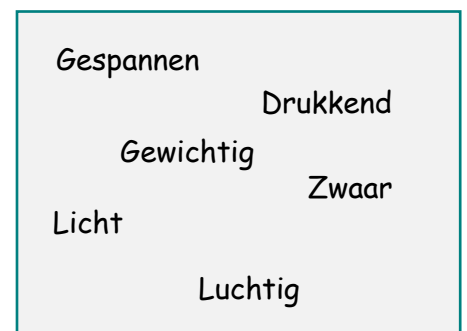 Gespannen
Drukkend
Gewichtig
Zwaar
Licht
Luchtig